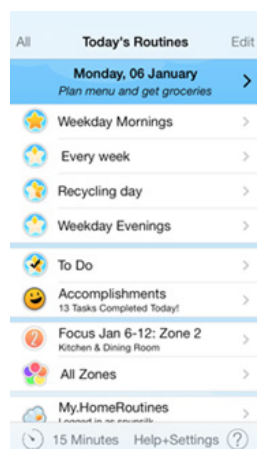 All Today's Routines Edit
Monday, 06 January
Plan menu and get groceries
Weekday Mornings
Every week
Recycling day
Weekday Evenings
To Do
Accomplishments
13 Tasks Completed Today!
Focus Jan 6-12: Zone 2
Kitchen & Dining Room
All Zones
My.HomeRoutines
15 Minutes Help+Settings ?